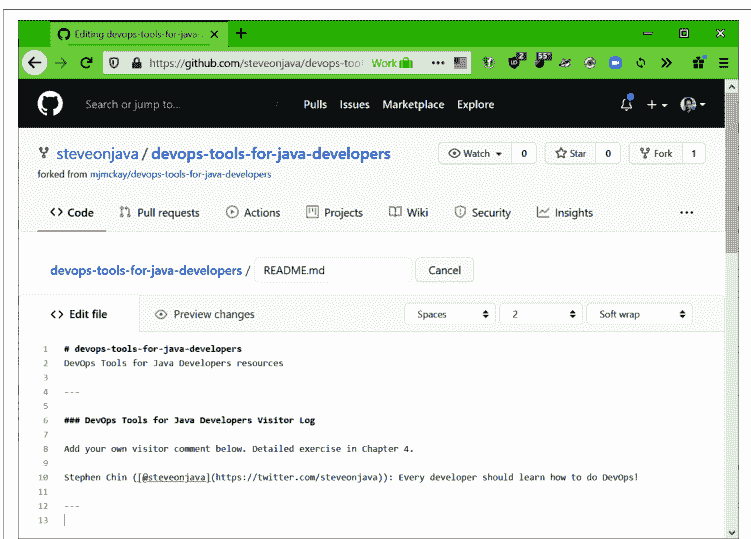 Editing devops-tools-for-java- ×  +
https://github.com/steveonjava/devops-tool Work
Search or jump to... / Pulls Issues Marketplace Explore
steveonjava / devops-tools-for-java-developers Watch 0 Star 0 Fork 1
forked from mjmckay/devops-tools-for-java-developers
Code Pull requests Actions Projects Wiki Security Insights ...
devops-tools-for-java-developers / README.md Cancel
<> Edit file Preview changes Spaces 2 Soft wrap
1 # devops-tools-for-java-developers
2 DevOps Tools for Java Developers resources
3
4 ---
5
6 ### DevOps Tools for Java Developers Visitor Log
7
8 Add your own visitor comment below. Detailed exercise in Chapter 4.
9
10 Stephen Chin ([@steveonjava](https://twitter.com/steveonjava)): Every developer should learn how to do DevOps!
11
12 ---
13